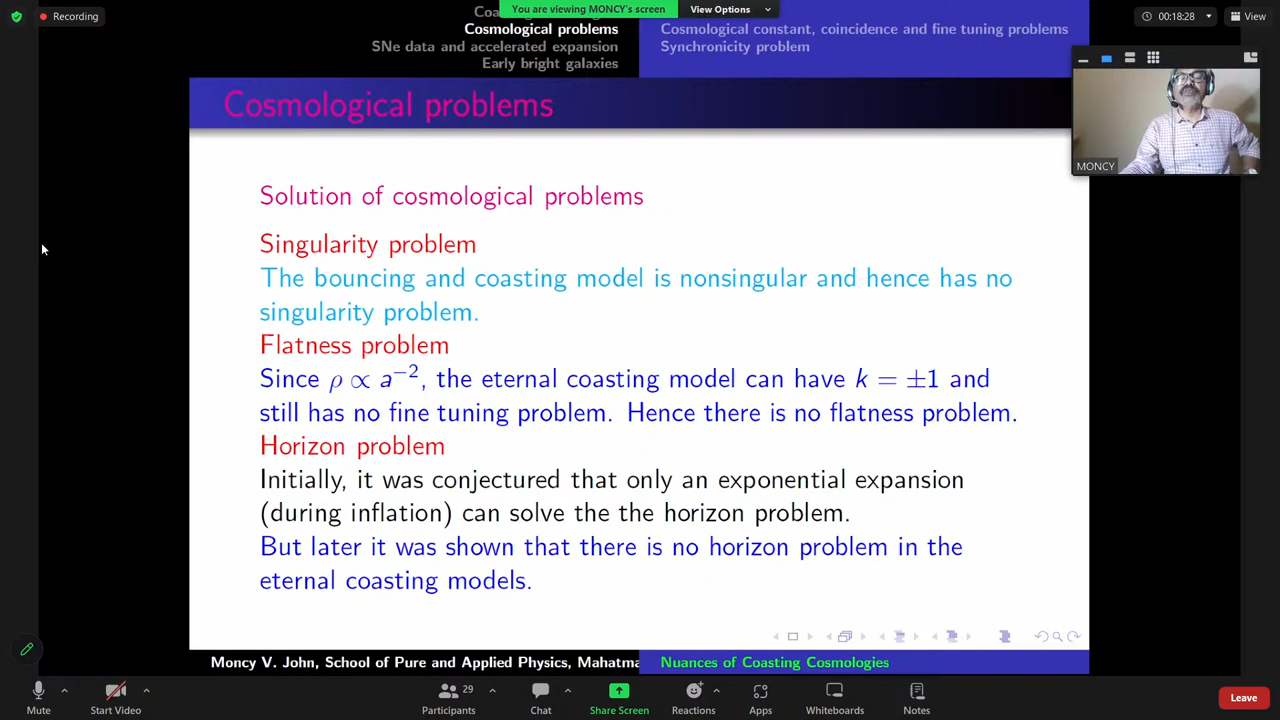 You are viewing MONCY's screen
View Options
Recording
00:18:28
View
Cosmological problems
SNe data and accelerated expansion
Early bright galaxies
Cosmological constant, coincidence and fine tuning problems
Synchronicity problem
MONCY
Cosmological problems
Solution of cosmological problems
Singularity problem
The bouncing and coasting model is nonsingular and hence has no
singularity problem.
Flatness problem
Since ρ ∝ a⁻², the eternal coasting model can have k = ±1 and
still has no fine tuning problem. Hence there is no flatness problem.
Horizon problem
Initially, it was conjectured that only an exponential expansion
(during inflation) can solve the the horizon problem.
But later it was shown that there is no horizon problem in the
eternal coasting models.
Moncy V. John, School of Pure and Applied Physics, Mahatma
Nuances of Coasting Cosmologies
Mute
Start Video
29
Participants
Chat
Share Screen
Reactions
Apps
Whiteboards
Notes
Leave